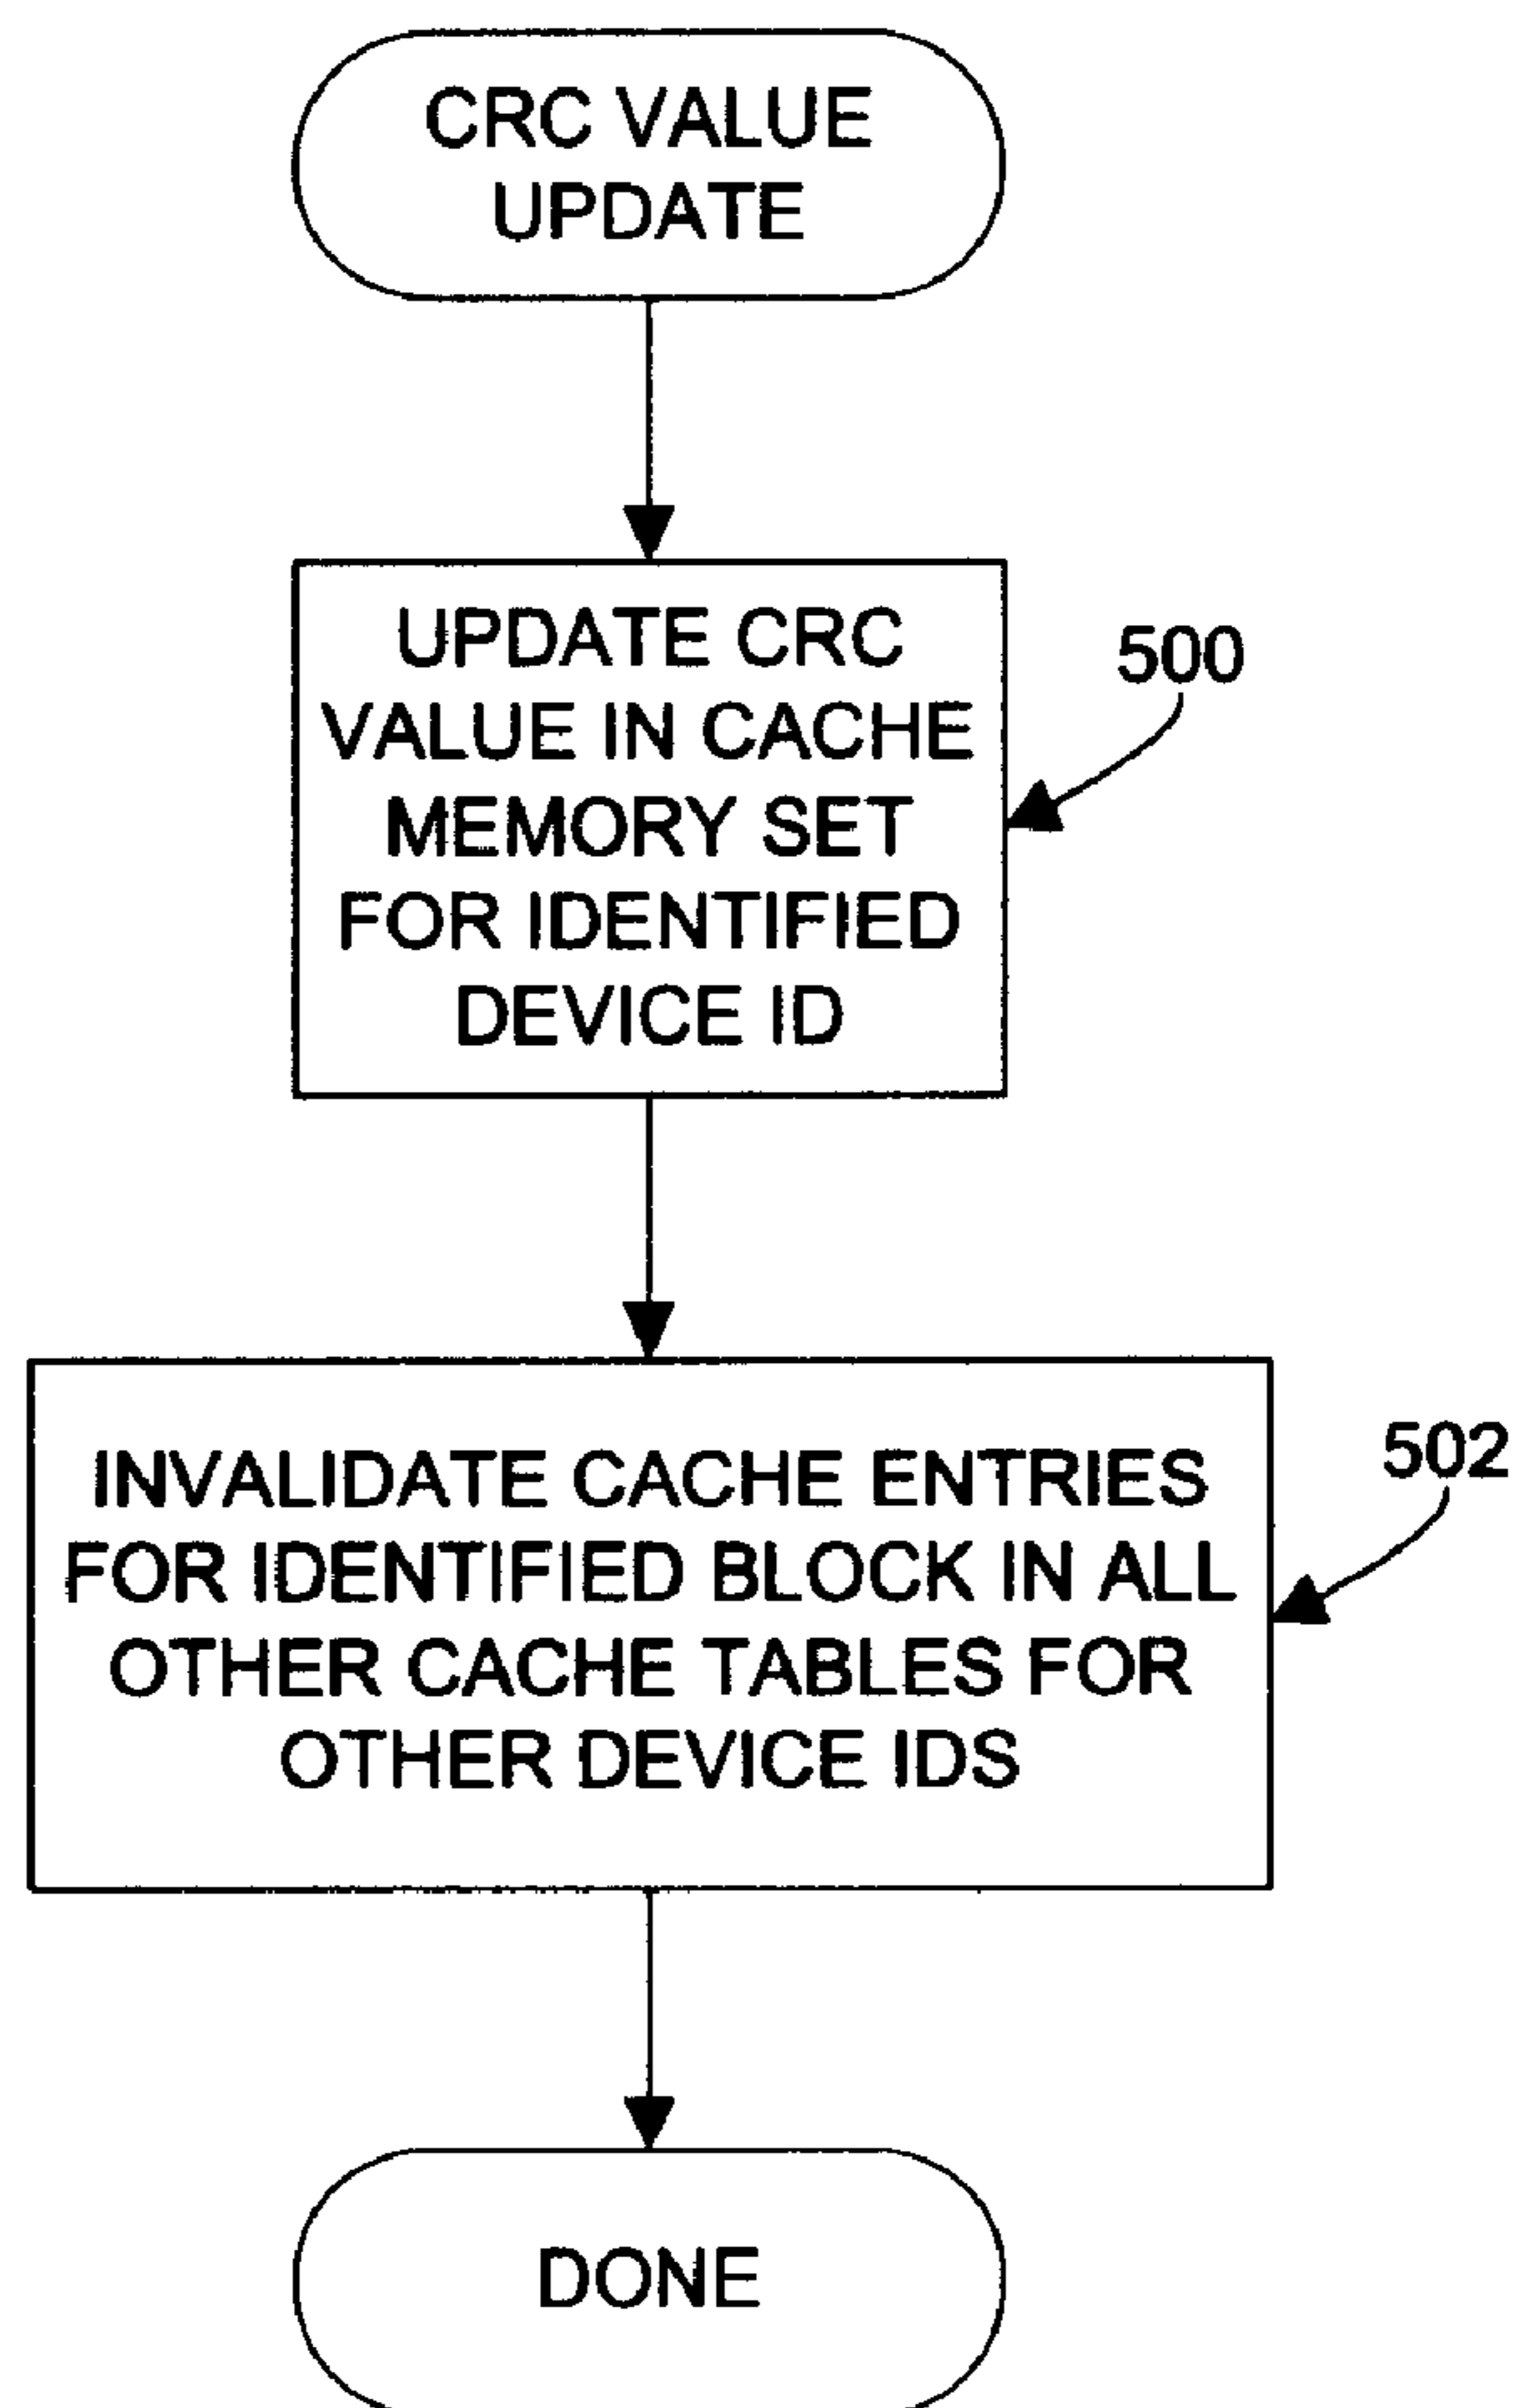 CRC VALUE
UPDATE
UPDATE CRC
VALUE IN CACHE
MEMORY SET
FOR IDENTIFIED
DEVICE ID
500
INVALIDATE CACHE ENTRIES
FOR IDENTIFIED BLOCK IN ALL
OTHER CACHE TABLES FOR
OTHER DEVICE IDS
502
DONE